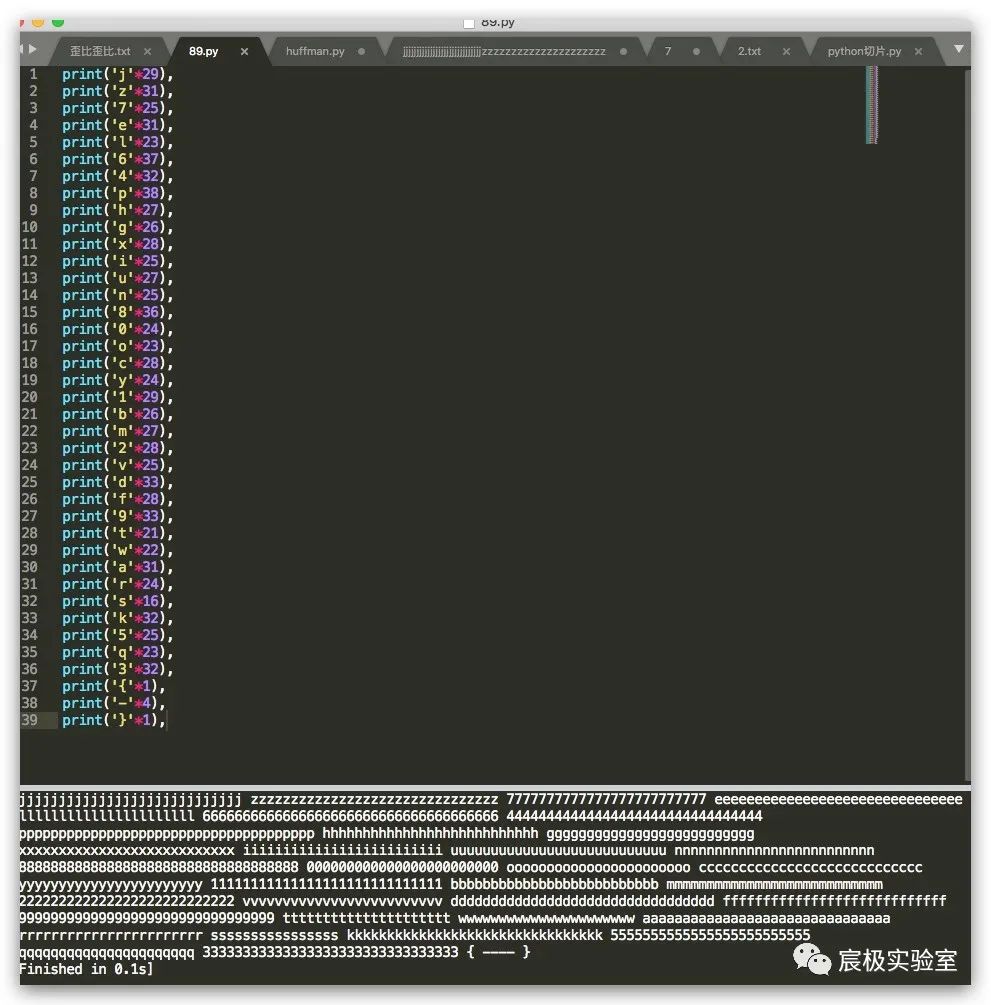 89.py
歪比歪比.txt × 89.py × huffman.py jjjjjjjjjjjjjjjjjjjjjjjjjjjjjzzzzzzzzzzzzzzzzzzzzzz 7 2.txt × python切片.py ×
1 print('j'*29),
2 print('z'*31),
3 print('7'*25),
4 print('e'*31),
5 print('l'*23),
6 print('6'*37),
7 print('4'*32),
8 print('p'*38),
9 print('h'*27),
10 print('g'*26),
11 print('x'*28),
12 print('i'*25),
13 print('u'*27),
14 print('n'*25),
15 print('8'*36),
16 print('0'*24),
17 print('o'*23),
18 print('c'*28),
19 print('y'*24),
20 print('1'*29),
21 print('b'*26),
22 print('m'*27),
23 print('2'*28),
24 print('v'*25),
25 print('d'*33),
26 print('f'*28),
27 print('9'*33),
28 print('t'*21),
29 print('w'*22),
30 print('a'*31),
31 print('r'*24),
32 print('s'*16),
33 print('k'*32),
34 print('5'*25),
35 print('q'*23),
36 print('3'*32),
37 print('{'*1),
38 print('-'*4),
39 print('}'*1),
jjjjjjjjjjjjjjjjjjjjjjjjjjjjj zzzzzzzzzzzzzzzzzzzzzzzzzzzzzzz 7777777777777777777777777 eeeeeeeeeeeeeeeeeeeeeeeeeeeeeee
lllllllllllllllllllllll 6666666666666666666666666666666666666 44444444444444444444444444444444
pppppppppppppppppppppppppppppppppppppp hhhhhhhhhhhhhhhhhhhhhhhhhhh gggggggggggggggggggggggggg
xxxxxxxxxxxxxxxxxxxxxxxxxxxx iiiiiiiiiiiiiiiiiiiiiiiii uuuuuuuuuuuuuuuuuuuuuuuuuuu nnnnnnnnnnnnnnnnnnnnnnnnn
888888888888888888888888888888888888 000000000000000000000000 ooooooooooooooooooooooo cccccccccccccccccccccccccccc
yyyyyyyyyyyyyyyyyyyyyyyy 11111111111111111111111111111 bbbbbbbbbbbbbbbbbbbbbbbbbb mmmmmmmmmmmmmmmmmmmmmmmmmmm
2222222222222222222222222222 vvvvvvvvvvvvvvvvvvvvvvvvv ddddddddddddddddddddddddddddddddd ffffffffffffffffffffffffffff
999999999999999999999999999999999 ttttttttttttttttttttt wwwwwwwwwwwwwwwwwwwwww aaaaaaaaaaaaaaaaaaaaaaaaaaaaaaa
rrrrrrrrrrrrrrrrrrrrrrrr ssssssssssssssss kkkkkkkkkkkkkkkkkkkkkkkkkkkkkkkk 5555555555555555555555555
qqqqqqqqqqqqqqqqqqqqqqq 33333333333333333333333333333333 { ---- }
Finished in 0.1s]
宸极实验室